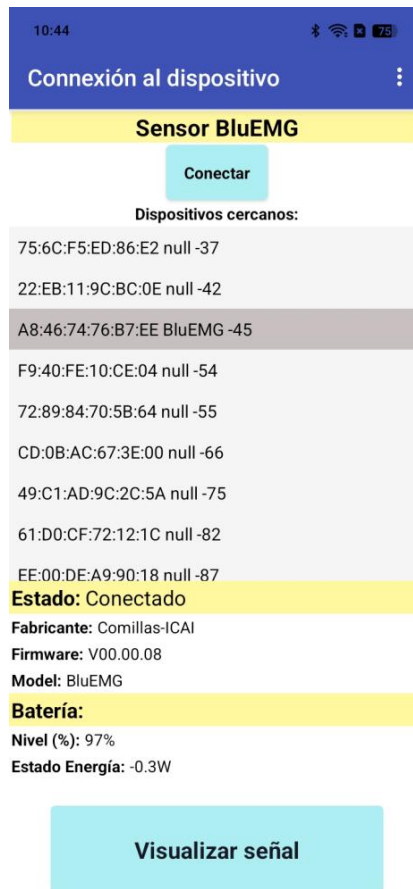 10:44
75
Connexión al dispositivo
Sensor BluEMG
Conectar
Dispositivos cercanos:
75:6C:F5:ED:86:E2 null -37
22:EB:11:9C:BC:0E null -42
A8:46:74:76:B7:EE BluEMG -45
F9:40:FE:10:CE:04 null -54
72:89:84:70:5B:64 null -55
CD:0B:AC:67:3E:00 null -66
49:C1:AD:9C:2C:5A null -75
61:D0:CF:72:12:1C null -82
EE:00:DE:A9:90:18 null -87
Estado: Conectado
Fabricante: Comillas-ICAI
Firmware: V00.00.08
Model: BluEMG
Batería:
Nivel (%): 97%
Estado Energía: -0.3W
Visualizar señal